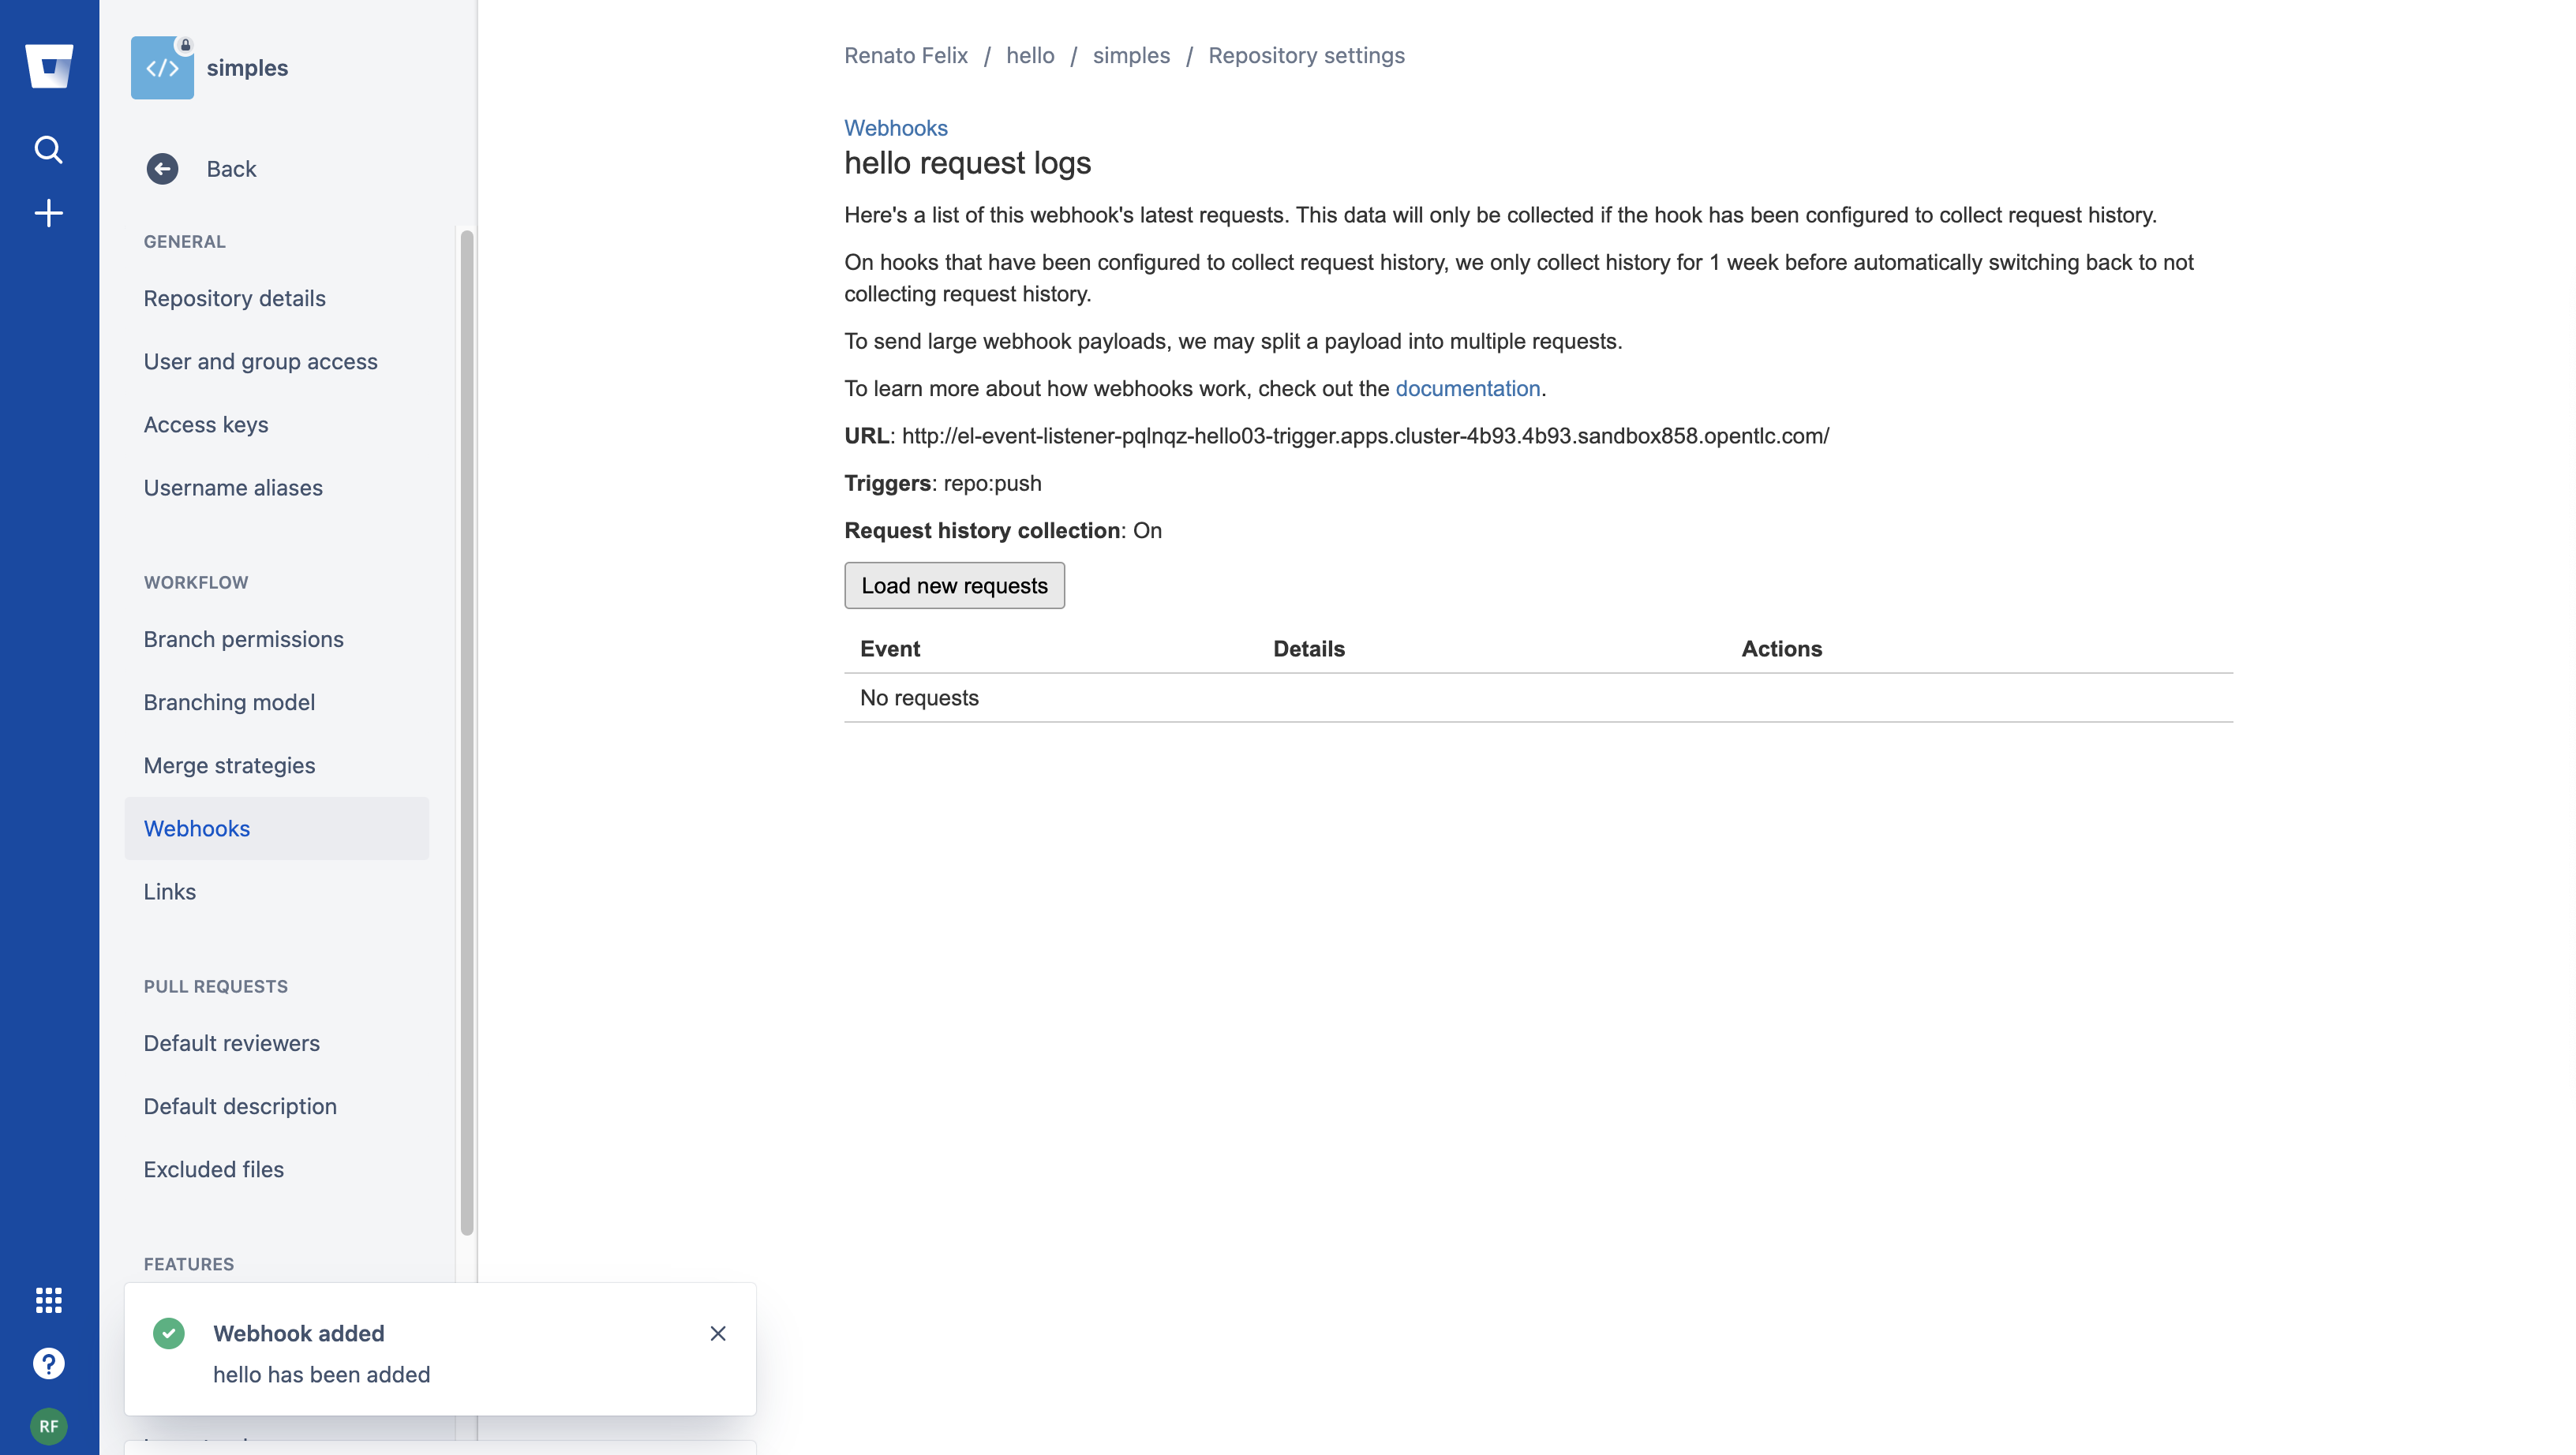 simples
Back
GENERAL
Repository details
User and group access
Access keys
Username aliases
WORKFLOW
Branch permissions
Branching model
Merge strategies
Webhooks
Links
PULL REQUESTS
Default reviewers
Default description
Excluded files
FEATURES
Webhook added
hello has been added
RF
Renato Felix / hello / simples / Repository settings
Webhooks
hello request logs
Here's a list of this webhook's latest requests. This data will only be collected if the hook has been configured to collect request history.
On hooks that have been configured to collect request history, we only collect history for 1 week before automatically switching back to not
collecting request history.
To send large webhook payloads, we may split a payload into multiple requests.
To learn more about how webhooks work, check out the documentation.
URL: http://el-event-listener-pqlnqz-hello03-trigger.apps.cluster-4b93.4b93.sandbox858.opentlc.com/
Triggers: repo:push
Request history collection: On
Load new requests
Event Details Actions
No requests